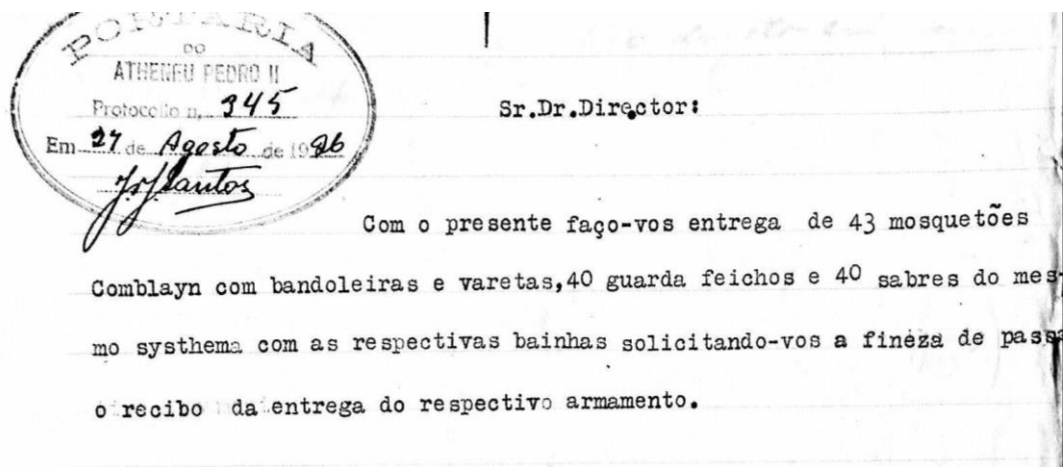 PORTARIA
DO
ATHENEU PEDRO II
Protocollo n, 345
Em 27 de Agosto de 1926
Sr.Dr.Director:
Com o presente faço-vos entrega de 43 mosquetões
Comblayn com bandoleiras e varetas,40 guarda feichos e 40 sabres do mes-
mo systhema com as respectivas bainhas solicitando-vos a fineza de passa
o recibo da entrega do respectivo armamento.